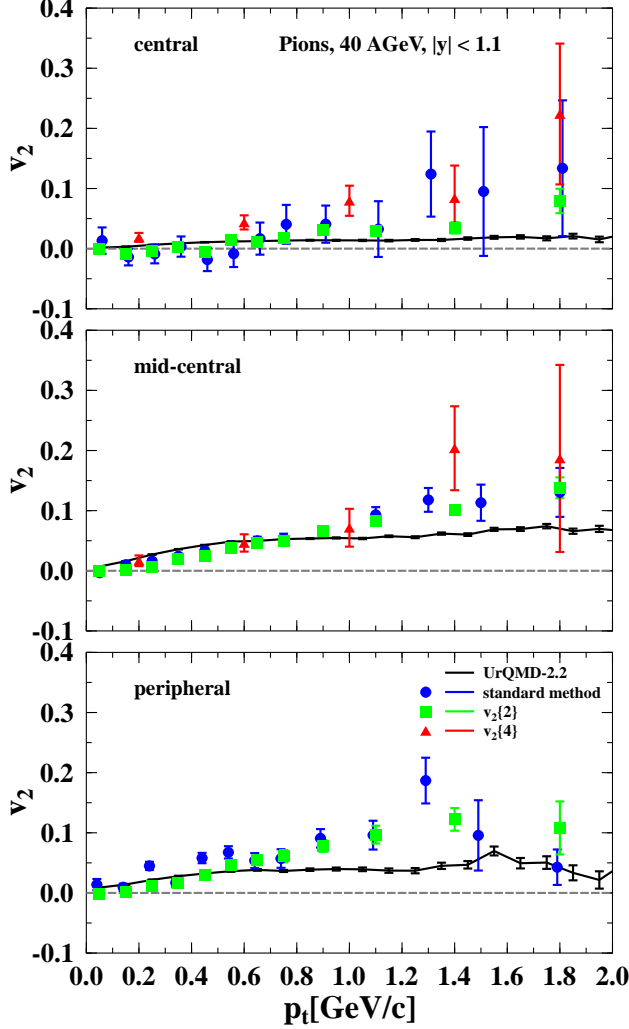 0.4
central
Pions, 40 AGeV, |y| < 1.1
0.3
0.2
v2
0.1
0.0
-0.1
0.4
mid-central
0.3
0.2
v2
0.1
0.0
-0.1
0.4
UrQMD-2.2
peripheral
standard method
0.3
v2{2}
v2{4}
0.2
v2
0.1
0.0
-0.1
0.0 0.2 0.4 0.6 0.8 1.0 1.2 1.4 1.6 1.8 2.0
pt[GeV/c]